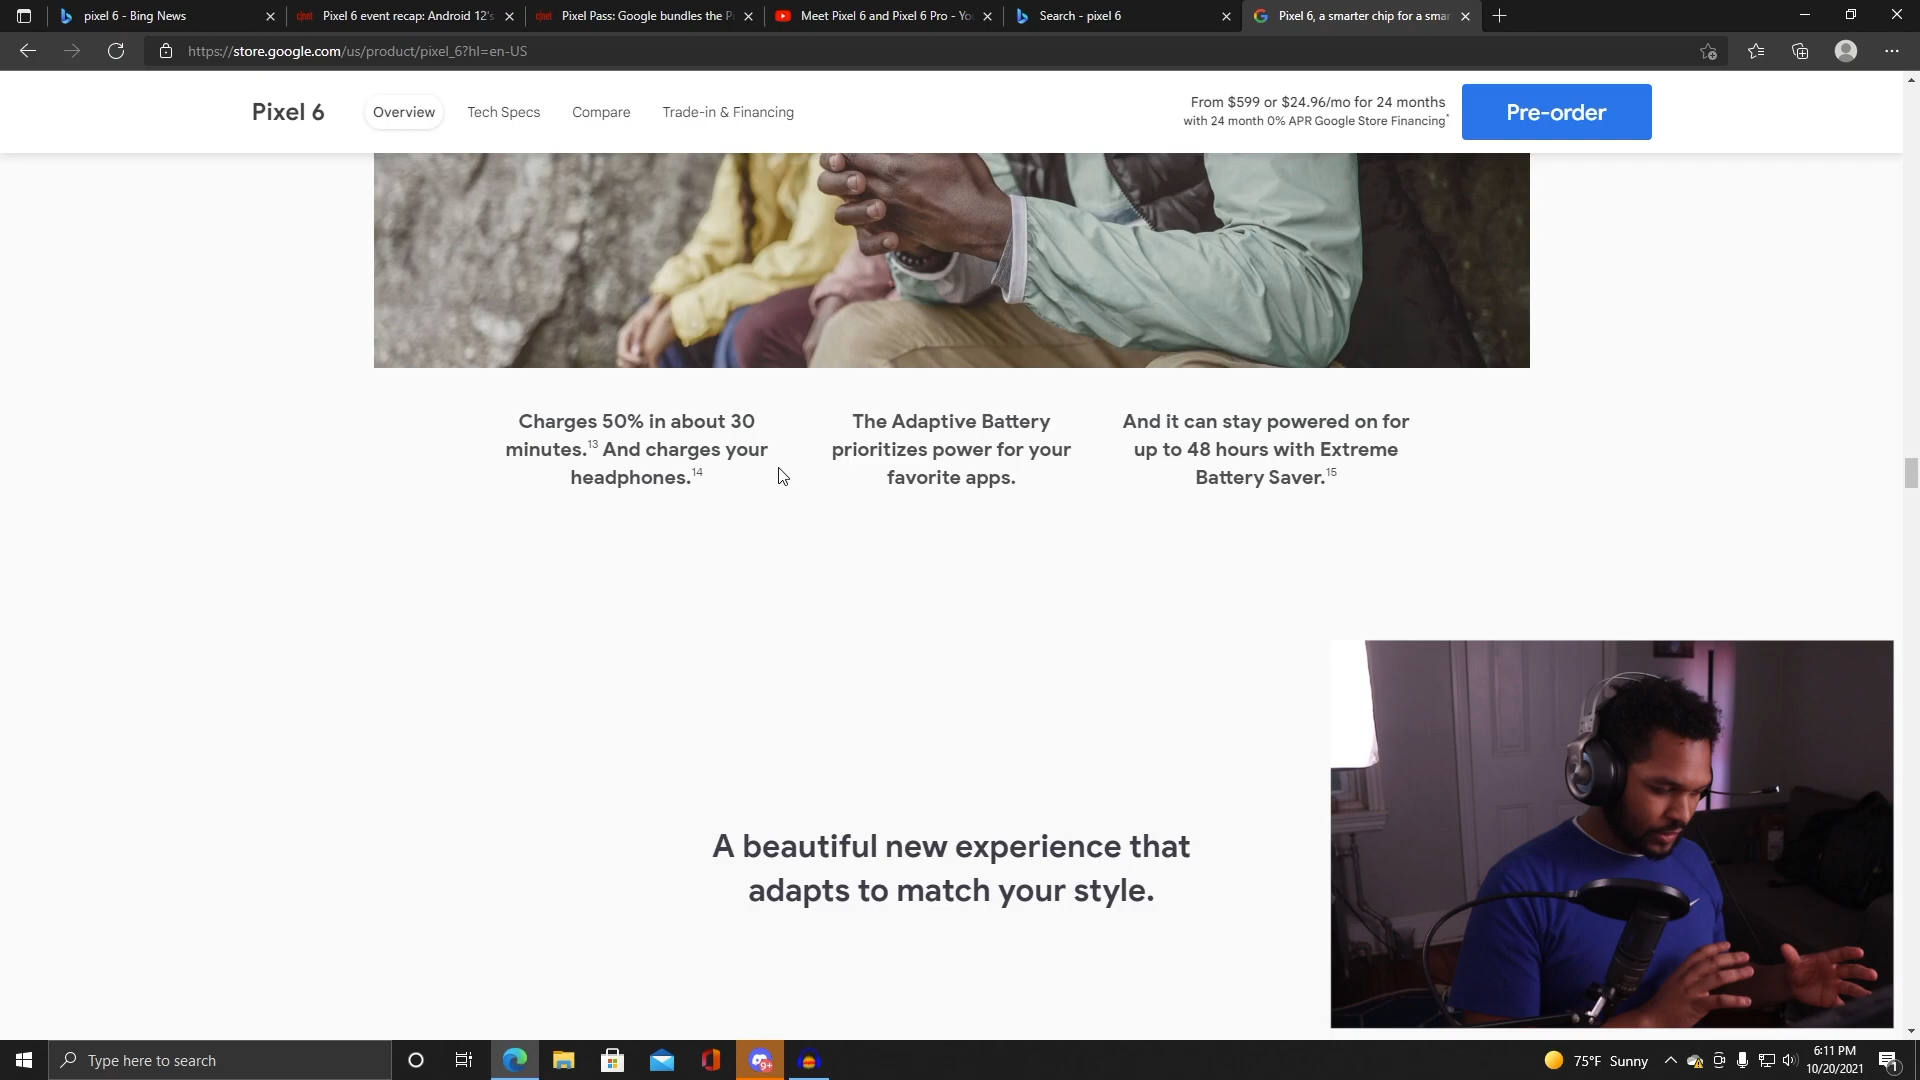 pixel 6 - Bing News
cnet Pixel 6 event recap: Android 12's
cnet Pixel Pass: Google bundles the P
Meet Pixel 6 and Pixel 6 Pro - Yo
Search - pixel 6
Pixel 6, a smarter chip for a smar
https://store.google.com/us/product/pixel_6?hl=en-US
Pixel 6
Overview
Tech Specs
Compare
Trade-in & Financing
From $599 or $24.96/mo for 24 months
with 24 month 0% APR Google Store Financing*
Pre-order
Charges 50% in about 30
minutes.13 And charges your
headphones.14
The Adaptive Battery
prioritizes power for your
favorite apps.
And it can stay powered on for
up to 48 hours with Extreme
Battery Saver.15
A beautiful new experience that
adapts to match your style.
Type here to search
9+
75°F Sunny
6:11 PM
10/20/2021
1